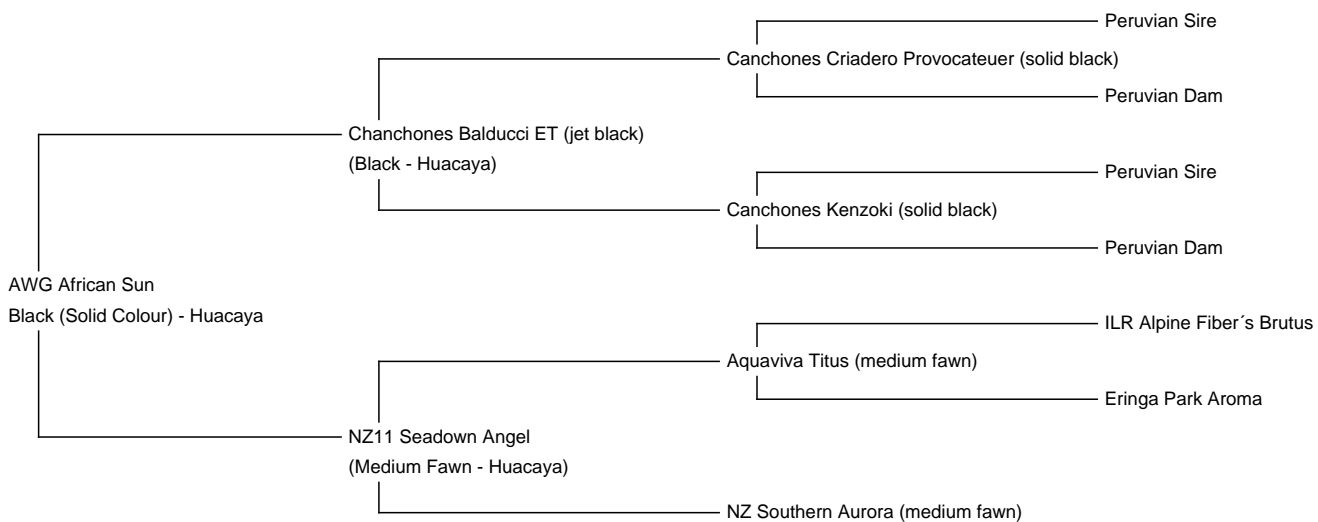 Peruvian Sire
Canchones Criadero Provocateuer (solid black)
Peruvian Dam
Chanchones Balducci ET (jet black)
(Black - Huacaya)
Peruvian Sire
Canchones Kenzoki (solid black)
Peruvian Dam
AWG African Sun
Black (Solid Colour) - Huacaya
ILR Alpine Fiber´s Brutus
Aquaviva Titus (medium fawn)
Eringa Park Aroma
NZ11 Seadown Angel
(Medium Fawn - Huacaya)
NZ Southern Aurora (medium fawn)